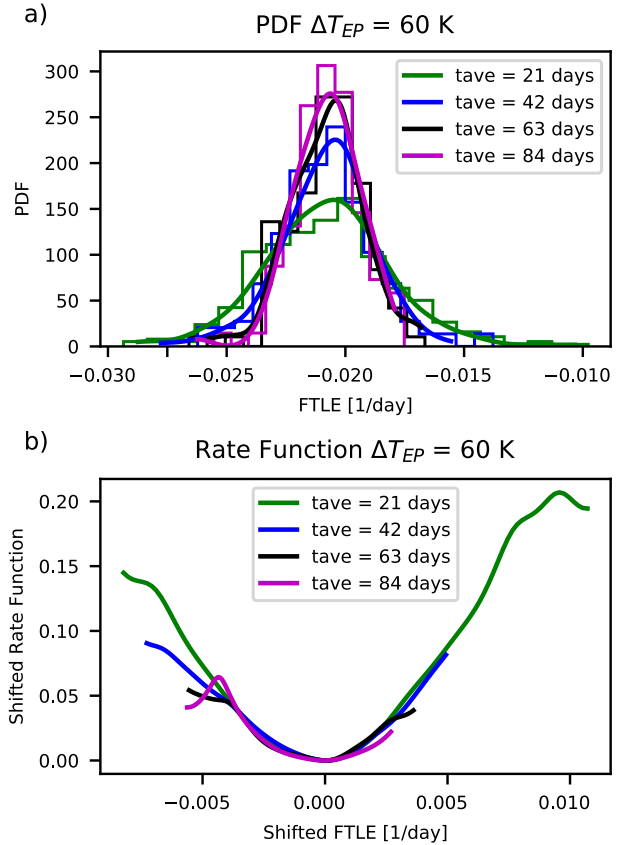 a)
PDF ΔT_EP = 60 K
300
250
200
150
100
50
0
PDF
tave = 21 days
tave = 42 days
tave = 63 days
tave = 84 days
−0.030 −0.025 −0.020 −0.015 −0.010
FTLE [1/day]
b)
Rate Function ΔT_EP = 60 K
0.20
0.15
0.10
0.05
0.00
Shifted Rate Function
tave = 21 days
tave = 42 days
tave = 63 days
tave = 84 days
−0.005 0.000 0.005 0.010
Shifted FTLE [1/day]